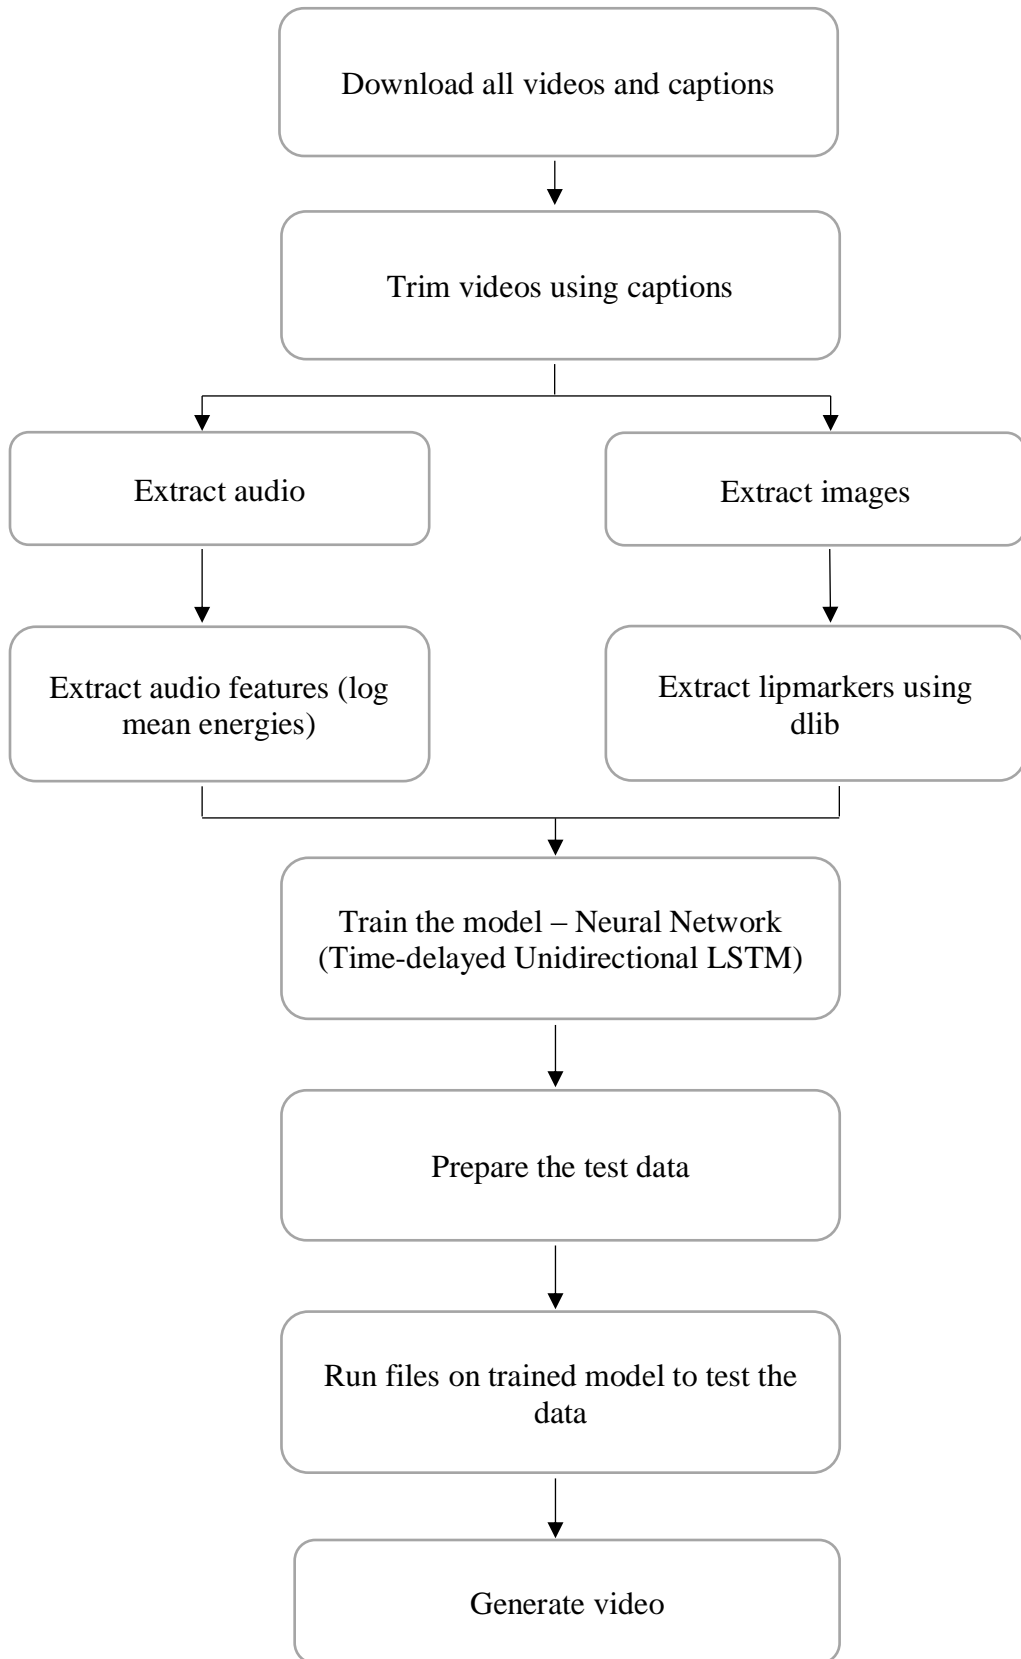 Download all videos and captions
Trim videos using captions
Extract audio
Extract images
Extract audio features (log
mean energies)
Extract lipmarkers using
dlib
Train the model – Neural Network
(Time-delayed Unidirectional LSTM)
Prepare the test data
Run files on trained model to test the
data
Generate video